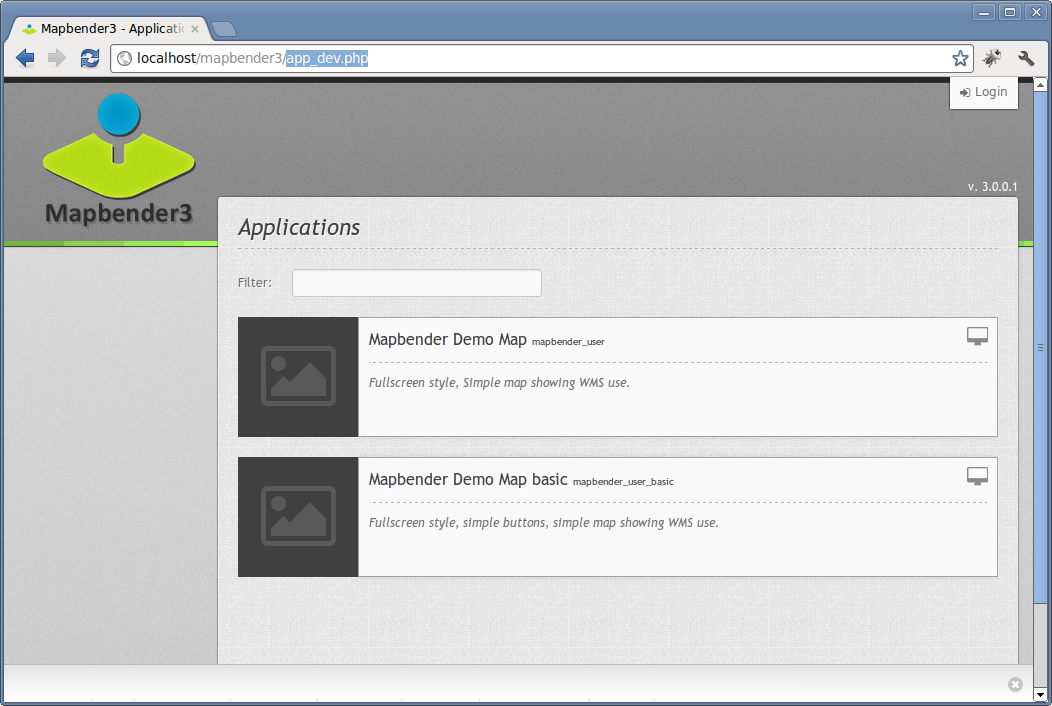 Mapbender3 - Applicatio
localhost/mapbender3/app_dev.php
Login
Mapbender3
v. 3.0.0.1
Applications
Filter:
Mapbender Demo Map mapbender_user
Fullscreen style, Simple map showing WMS use.
Mapbender Demo Map basic mapbender_user_basic
Fullscreen style, simple buttons, simple map showing WMS use.